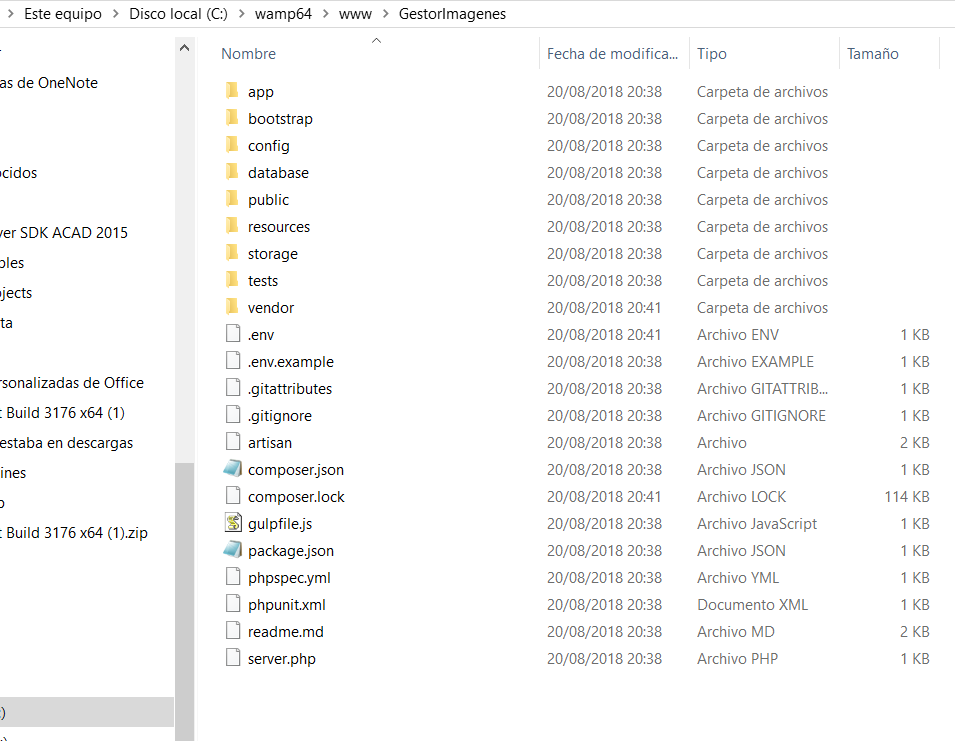 Este equipo > Disco local (C:) > wamp64 > www > GestorImagenes
Nombre Fecha de modifica... Tipo Tamaño
as de OneNote
ocidos
ver SDK ACAD 2015
bles
jects
ta
rsonalizadas de Office
t Build 3176 x64 (1)
estaba en descargas
ines
t Build 3176 x64 (1).zip
app 20/08/2018 20:38 Carpeta de archivos
bootstrap 20/08/2018 20:38 Carpeta de archivos
config 20/08/2018 20:38 Carpeta de archivos
database 20/08/2018 20:38 Carpeta de archivos
public 20/08/2018 20:38 Carpeta de archivos
resources 20/08/2018 20:38 Carpeta de archivos
storage 20/08/2018 20:38 Carpeta de archivos
tests 20/08/2018 20:38 Carpeta de archivos
vendor 20/08/2018 20:41 Carpeta de archivos
.env 20/08/2018 20:41 Archivo ENV 1 KB
.env.example 20/08/2018 20:38 Archivo EXAMPLE 1 KB
.gitattributes 20/08/2018 20:38 Archivo GITATTRIB... 1 KB
.gitignore 20/08/2018 20:38 Archivo GITIGNORE 1 KB
artisan 20/08/2018 20:38 Archivo 2 KB
composer.json 20/08/2018 20:38 Archivo JSON 1 KB
composer.lock 20/08/2018 20:41 Archivo LOCK 114 KB
gulpfile.js 20/08/2018 20:38 Archivo JavaScript 1 KB
package.json 20/08/2018 20:38 Archivo JSON 1 KB
phpspec.yml 20/08/2018 20:38 Archivo YML 1 KB
phpunit.xml 20/08/2018 20:38 Documento XML 1 KB
readme.md 20/08/2018 20:38 Archivo MD 2 KB
server.php 20/08/2018 20:38 Archivo PHP 1 KB